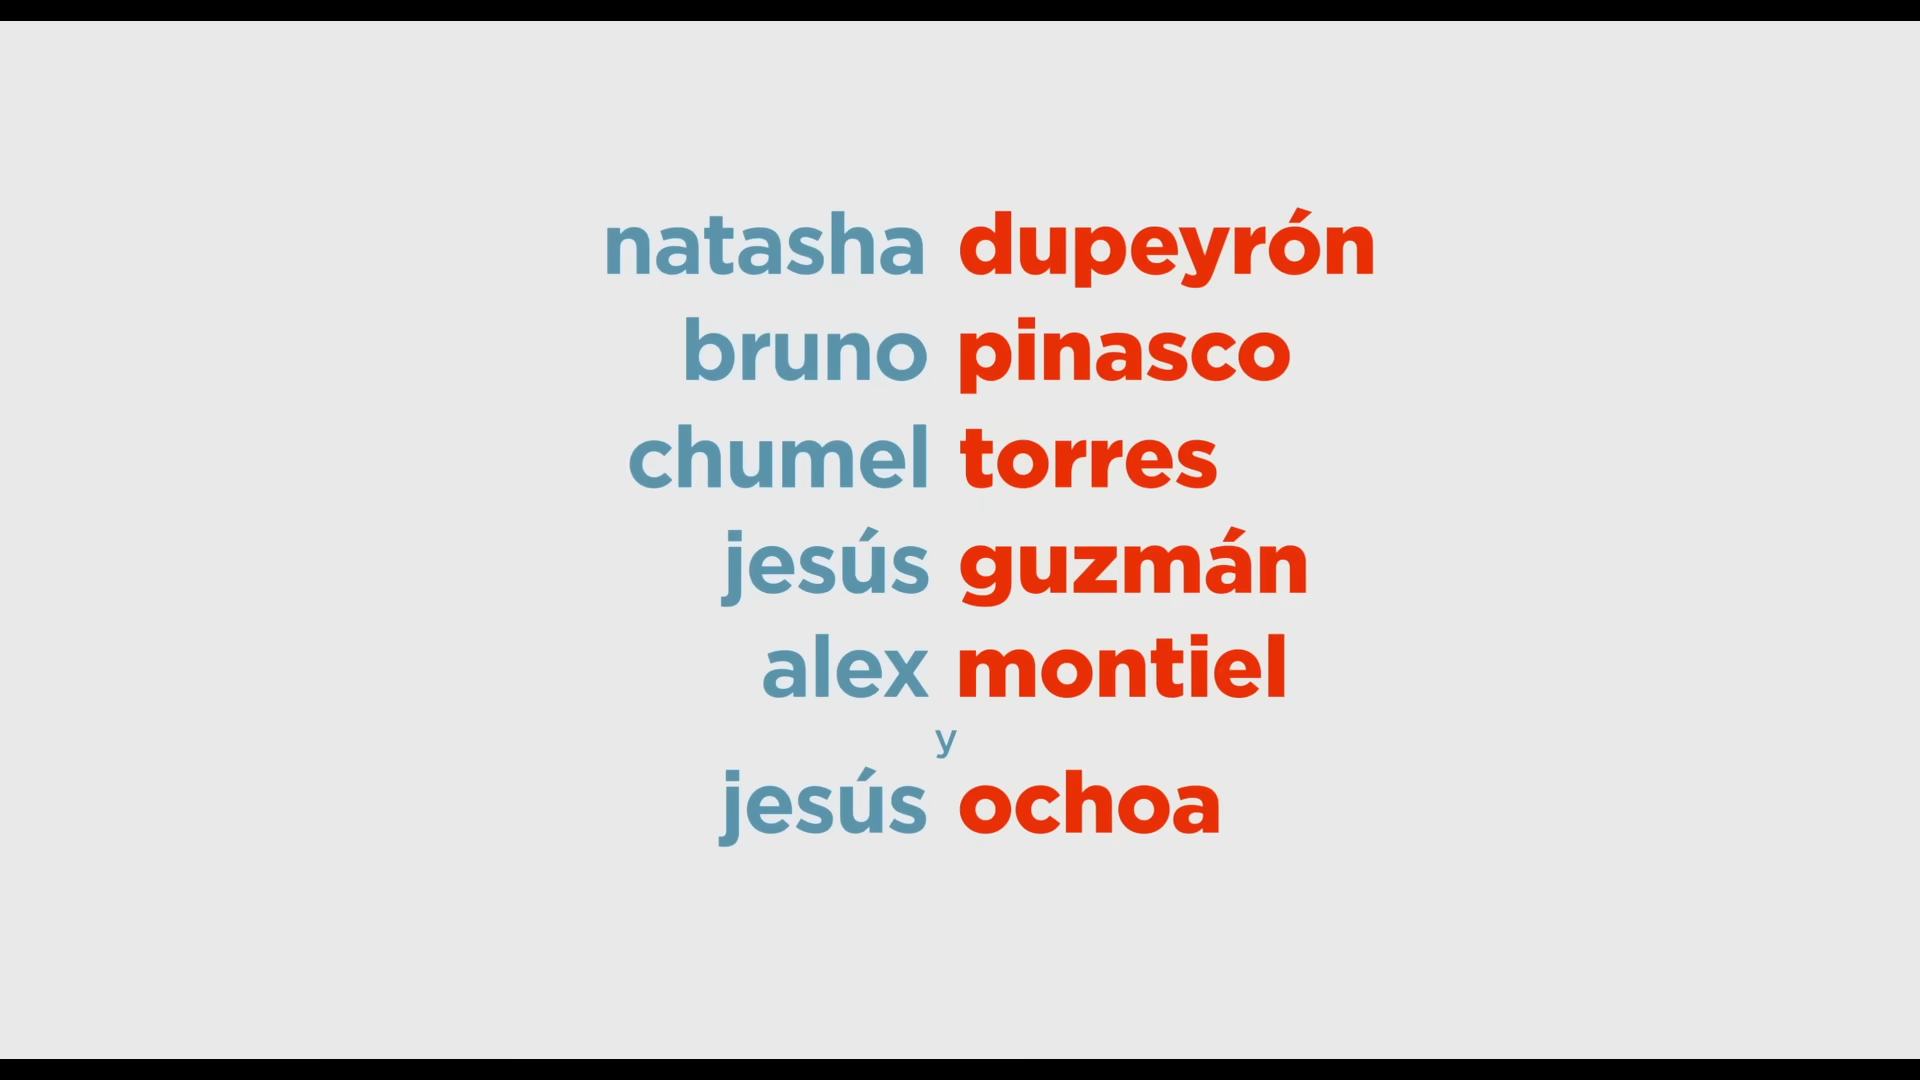 natasha dupeyrón
bruno pinasco
chumel torres
jesús guzmán
alex montiel
y
jesús ochoa